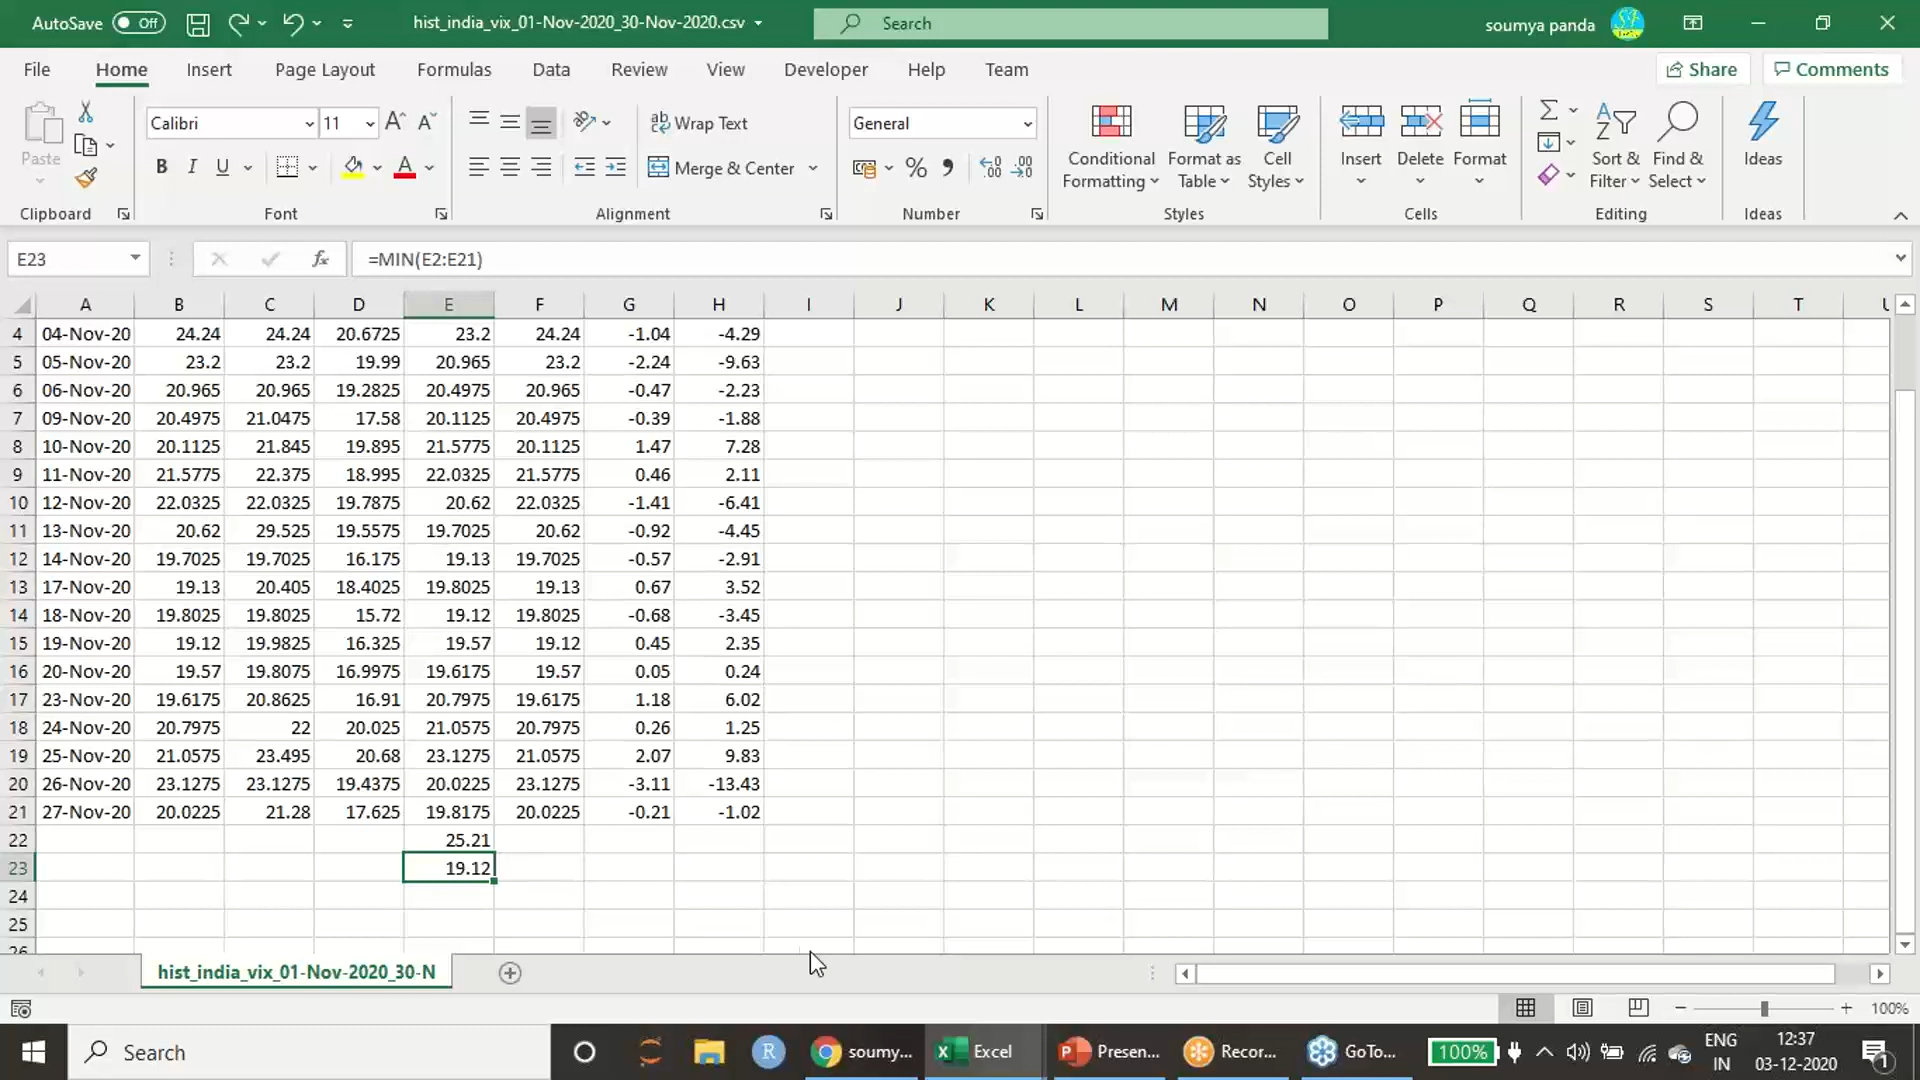 AutoSave Off hist_india_vix_01-Nov-2020_30-Nov-2020.csv Search soumya panda
File Home Insert Page Layout Formulas Data Review View Developer Help Team Share Comments
Calibri 11 Wrap Text General
Paste Merge & Center Conditional Formatting Format as Table Cell Styles Insert Delete Format Sort & Filter Find & Select Ideas
Clipboard Font Alignment Number Styles Cells Editing Ideas
E23 fx =MIN(E2:E21)
A B C D E F G H I J K L M N O P Q R S T
4 04-Nov-20 24.24 24.24 20.6725 23.2 24.24 -1.04 -4.29
5 05-Nov-20 23.2 23.2 19.99 20.965 23.2 -2.24 -9.63
6 06-Nov-20 20.965 20.965 19.2825 20.4975 20.965 -0.47 -2.23
7 09-Nov-20 20.4975 21.0475 17.58 20.1125 20.4975 -0.39 -1.88
8 10-Nov-20 20.1125 21.845 19.895 21.5775 20.1125 1.47 7.28
9 11-Nov-20 21.5775 22.375 18.995 22.0325 21.5775 0.46 2.11
10 12-Nov-20 22.0325 22.0325 19.7875 20.62 22.0325 -1.41 -6.41
11 13-Nov-20 20.62 29.525 19.5575 19.7025 20.62 -0.92 -4.45
12 14-Nov-20 19.7025 19.7025 16.175 19.13 19.7025 -0.57 -2.91
13 17-Nov-20 19.13 20.405 18.4025 19.8025 19.13 0.67 3.52
14 18-Nov-20 19.8025 19.8025 15.72 19.12 19.8025 -0.68 -3.45
15 19-Nov-20 19.12 19.9825 16.325 19.57 19.12 0.45 2.35
16 20-Nov-20 19.57 19.8075 16.9975 19.6175 19.57 0.05 0.24
17 23-Nov-20 19.6175 20.8625 16.91 20.7975 19.6175 1.18 6.02
18 24-Nov-20 20.7975 22 20.025 21.0575 20.7975 0.26 1.25
19 25-Nov-20 21.0575 23.495 20.68 23.1275 21.0575 2.07 9.83
20 26-Nov-20 23.1275 23.1275 19.4375 20.0225 23.1275 -3.11 -13.43
21 27-Nov-20 20.0225 21.28 17.625 19.8175 20.0225 -0.21 -1.02
22 25.21
23 19.12
24
25
hist_india_vix_01-Nov-2020_30-N
100%
Search soumy... Excel Presen... Recor... GoTo... 100% ENG 12:37
IN 03-12-2020 1